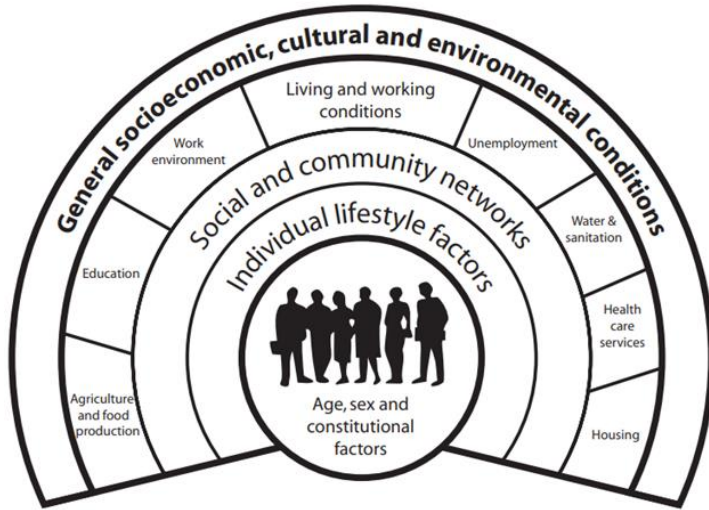 General socioeconomic, cultural and environmental conditions
Living and working
conditions
Work
environment
Unemployment
Education
Water &
sanitation
Agriculture
and food
production
Health
care
services
Housing
Social and community networks
Individual lifestyle factors
Age, sex and
constitutional
factors